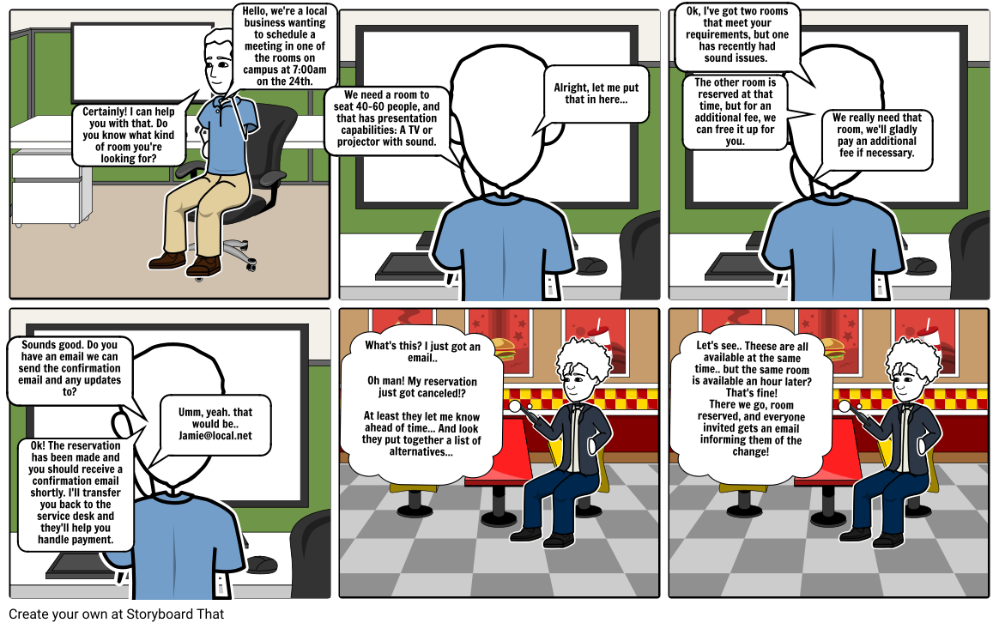 Hello, we're a local
business wanting
to schedule a
meeting in one of
the rooms on
campus at 7:00am
on the 24th.
Certainly! I can help
you with that. Do
you know what kind
of room you're
looking for?
We need a room to
seat 40-60 people, and
that has presentation
capabilities: A TV or
projector with sound.
Alright, let me put
that in here...
Ok, I've got two rooms
that meet your
requirements, but one
has recently had
sound issues.
The other room is
reserved at that
time, but for an
additional fee, we
can free it up for
you.
We really need that
room, we'll gladly
pay an additional
fee if necessary.
Sounds good. Do you
have an email we can
send the confirmation
email and any updates
to?
Umm, yeah. that
would be..
Jamie@local.net
Ok! The reservation
has been made and
you should receive a
confirmation email
shortly. I'll transfer
you back to the
service desk and
they'll help you
handle payment.
What's this? I just got an
email..
Oh man! My reservation
just got canceled!?
At least they let me know
ahead of time... And look
they put together a list of
alternatives...
Let's see.. Theese are all
available at the same
time.. but the same room
is available an hour later?
That's fine!
There we go, room
reserved, and everyone
invited gets an email
informing them of the
change!
Create your own at Storyboard That